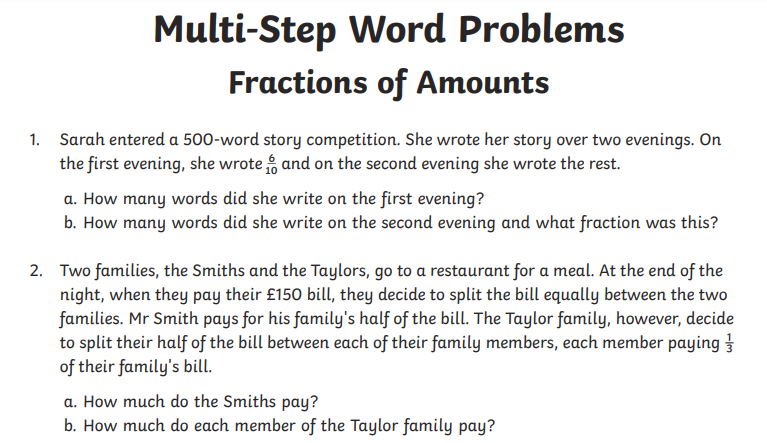 Multi-Step Word Problems
Fractions of Amounts
1. Sarah entered a 500-word story competition. She wrote her story over two evenings. On
the first evening, she wrote 6/10 and on the second evening she wrote the rest.
a. How many words did she write on the first evening?
b. How many words did she write on the second evening and what fraction was this?
2. Two families, the Smiths and the Taylors, go to a restaurant for a meal. At the end of the
night, when they pay their £150 bill, they decide to split the bill equally between the two
families. Mr Smith pays for his family's half of the bill. The Taylor family, however, decide
to split their half of the bill between each of their family members, each member paying 1/3
of their family's bill.
a. How much do the Smiths pay?
b. How much do each member of the Taylor family pay?